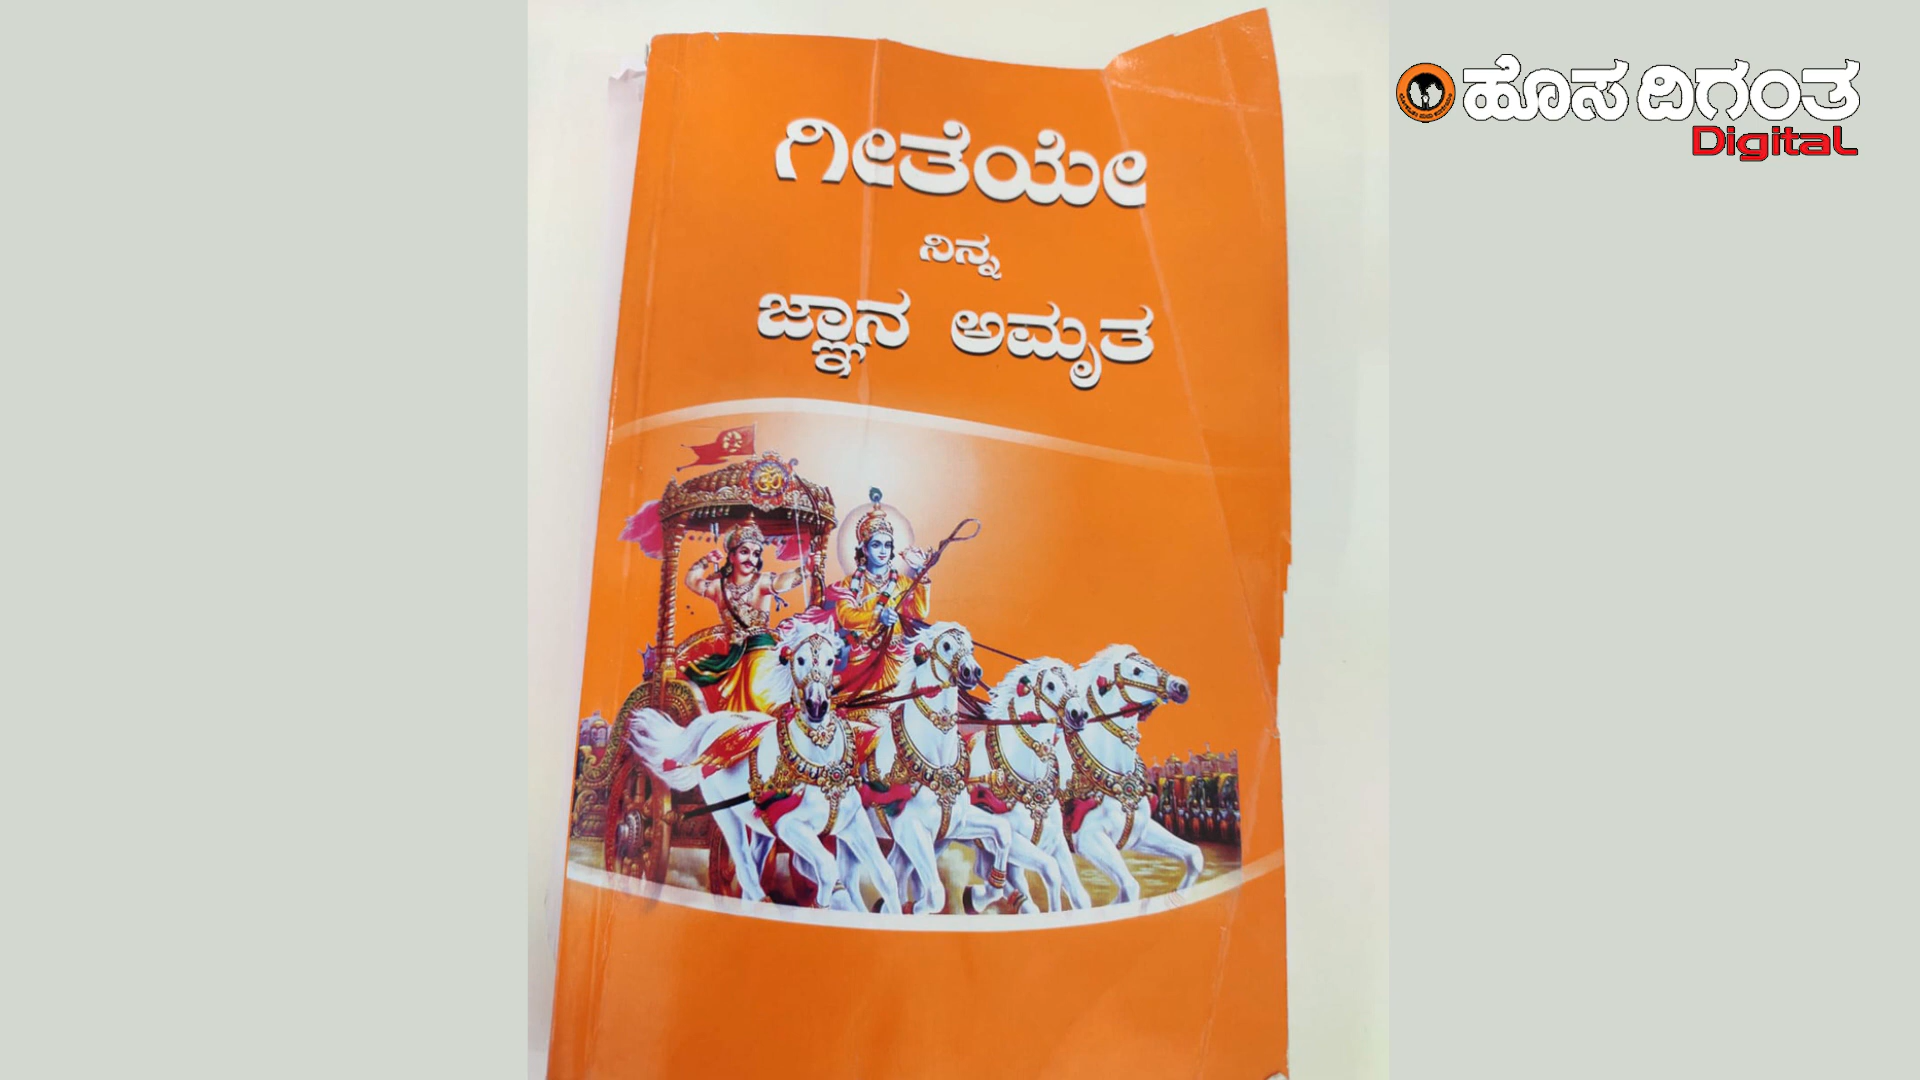 ಹೊಸ ದಿಗಂತ
Digital
ಗೀತೆಯೇ
ನಿನ್ನ
ಜ್ಞಾನ ಅಮೃತ
ॐ